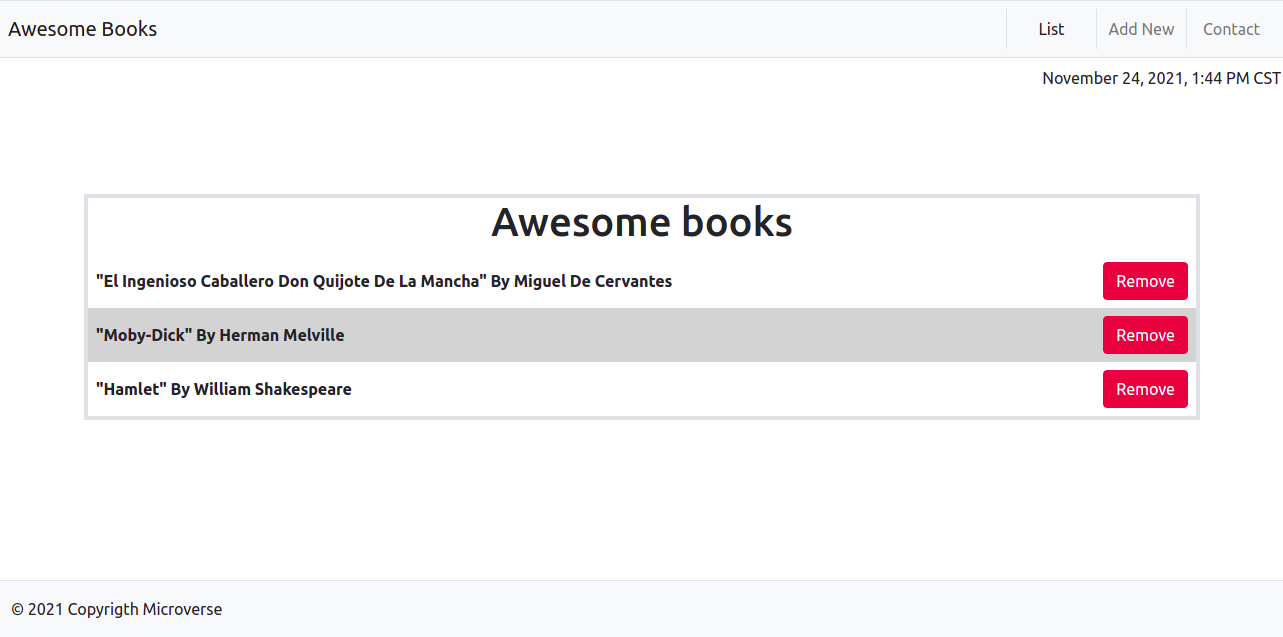 Awesome Books
List
Add New
Contact
November 24, 2021, 1:44 PM CST
Awesome books
"El Ingenioso Caballero Don Quijote De La Mancha" By Miguel De Cervantes
Remove
"Moby-Dick" By Herman Melville
Remove
"Hamlet" By William Shakespeare
Remove
© 2021 Copyrigth Microverse